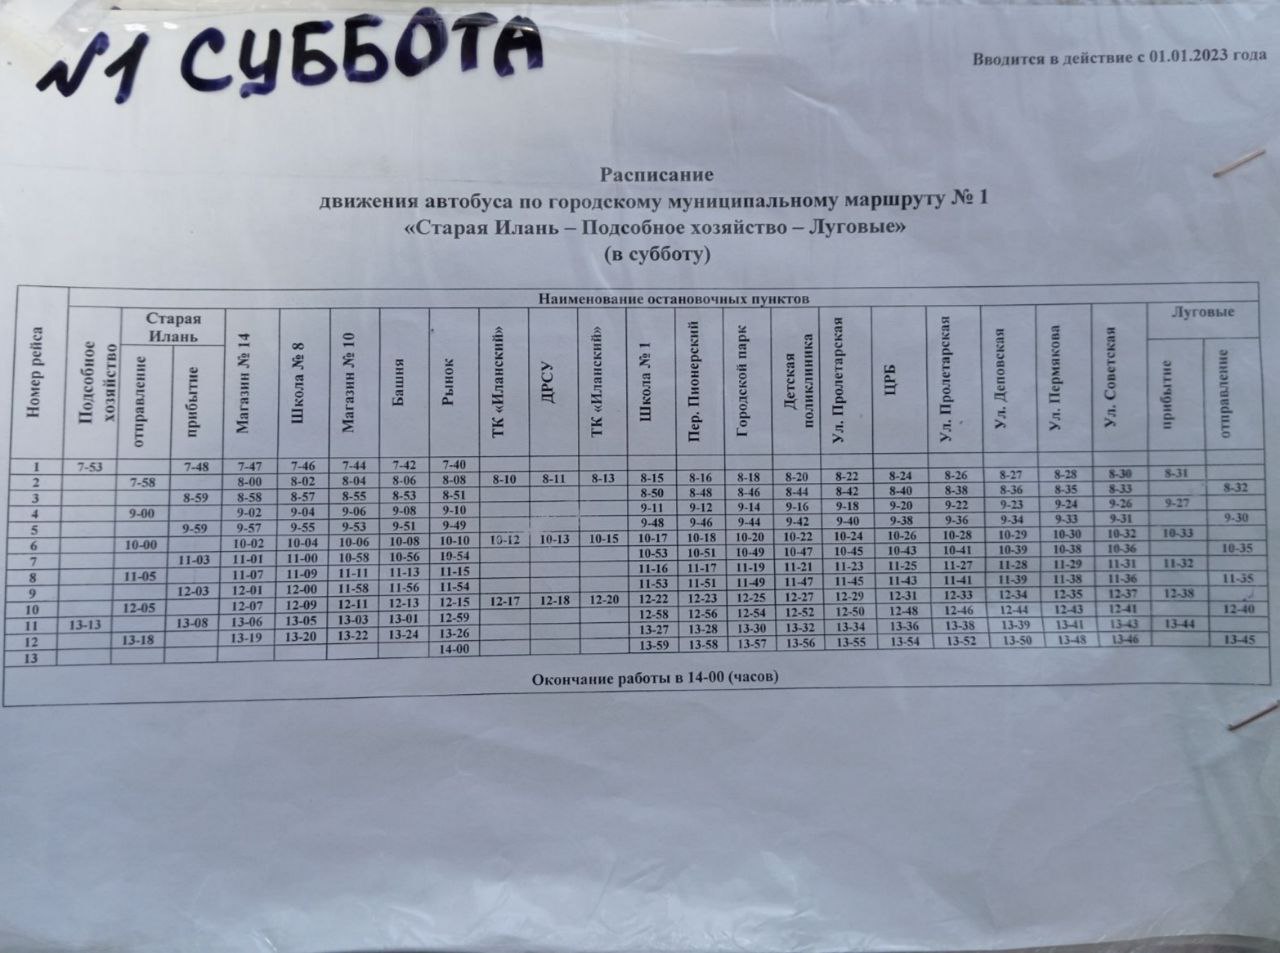 №1 СУББОТА
Вводится в действие с 01.01.2023 года
Расписание
движения автобуса по городскому муниципальному маршруту № 1
«Старая Илань – Подсобное хозяйство – Луговые»
(в субботу)
Наименование остановочных пунктов
Номер рейса Подсобное хозяйство Старая Илань отправление прибытие Магазин № 14 Школа № 8 Магазин № 10 Башня Рынок ТК «Иланский» ДРСУ ТК «Иланский» Школа № 1 Пер. Пионерский Городской парк Детская поликлиника Ул. Пролетарская ЦРБ Ул. Пролетарская Ул. Деповская Ул. Пермякова Ул. Советская Луговые прибытие отправление
1 7-53 7-48 7-47 7-46 7-44 7-42 7-40
2 7-58 8-00 8-02 8-04 8-06 8-08 8-10 8-11 8-13 8-15 8-16 8-18 8-20 8-22 8-24 8-26 8-27 8-28 8-30 8-31
3 8-59 8-58 8-57 8-55 8-53 8-51 8-50 8-48 8-46 8-44 8-42 8-40 8-38 8-36 8-35 8-33 8-32
4 9-00 9-02 9-04 9-06 9-08 9-10 9-11 9-12 9-14 9-16 9-18 9-20 9-22 9-23 9-24 9-26 9-27
5 9-59 9-57 9-55 9-53 9-51 9-49 9-48 9-46 9-44 9-42 9-40 9-38 9-36 9-34 9-33 9-31 9-30
6 10-00 10-02 10-04 10-06 10-08 10-10 10-12 10-13 10-15 10-17 10-18 10-20 10-22 10-24 10-26 10-28 10-29 10-30 10-32 10-33
7 11-03 11-01 11-00 10-58 10-56 10-54 10-53 10-51 10-49 10-47 10-45 10-43 10-41 10-39 10-38 10-36 10-35
8 11-05 11-07 11-09 11-11 11-13 11-15 11-16 11-17 11-19 11-21 11-23 11-25 11-27 11-28 11-29 11-31 11-32
9 12-03 12-01 12-00 11-58 11-56 11-54 11-53 11-51 11-49 11-47 11-45 11-43 11-41 11-39 11-38 11-36 11-35
10 12-05 12-07 12-09 12-11 12-13 12-15 12-17 12-18 12-20 12-22 12-23 12-25 12-27 12-29 12-31 12-33 12-34 12-35 12-37 12-38
11 13-13 13-08 13-06 13-05 13-03 13-01 12-59 12-58 12-56 12-54 12-52 12-50 12-48 12-46 12-44 12-43 12-41 12-40
12 13-18 13-19 13-20 13-22 13-24 13-26 13-27 13-28 13-30 13-32 13-34 13-36 13-38 13-39 13-41 13-43 13-44
13 14-00 13-59 13-58 13-57 13-56 13-55 13-54 13-52 13-50 13-48 13-46 13-45
Окончание работы в 14-00 (часов)